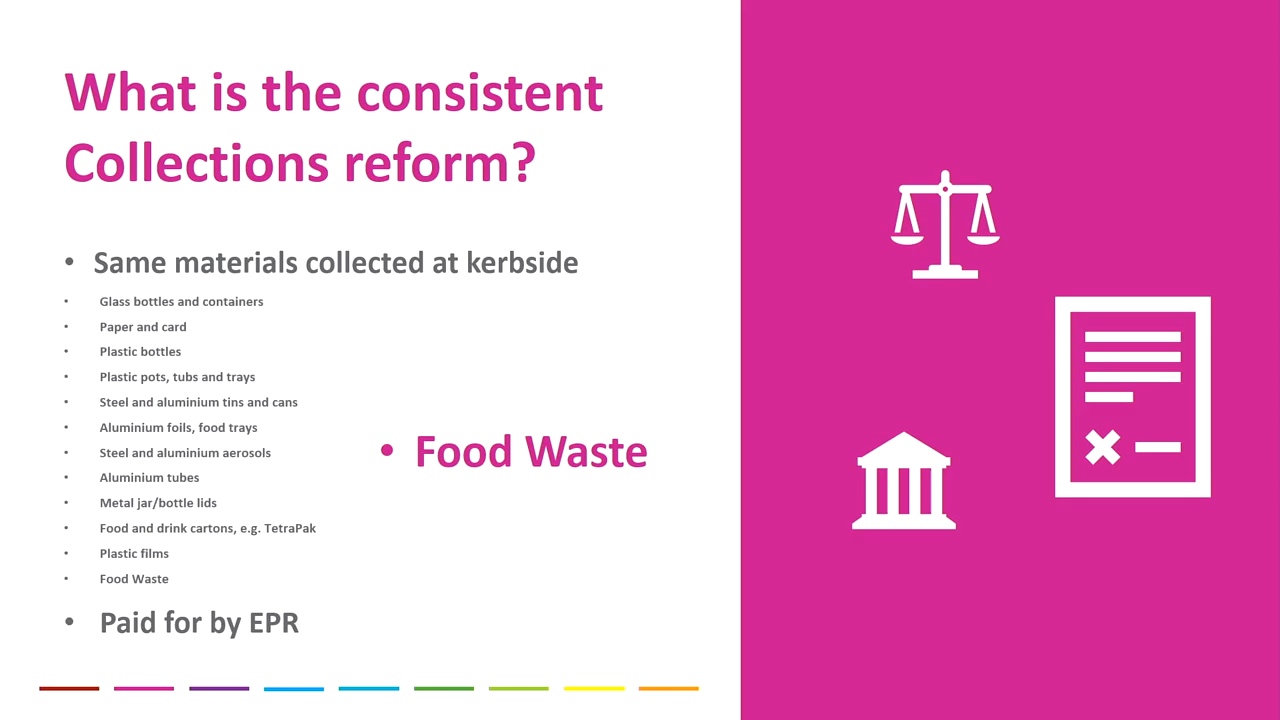 What is the consistent
Collections reform?
• Same materials collected at kerbside
• Glass bottles and containers
• Paper and card
• Plastic bottles
• Plastic pots, tubs and trays
• Steel and aluminium tins and cans
• Aluminium foils, food trays
• Steel and aluminium aerosols
• Aluminium tubes
• Metal jar/bottle lids
• Food and drink cartons, e.g. TetraPak
• Plastic films
• Food Waste
• Paid for by EPR
• Food Waste